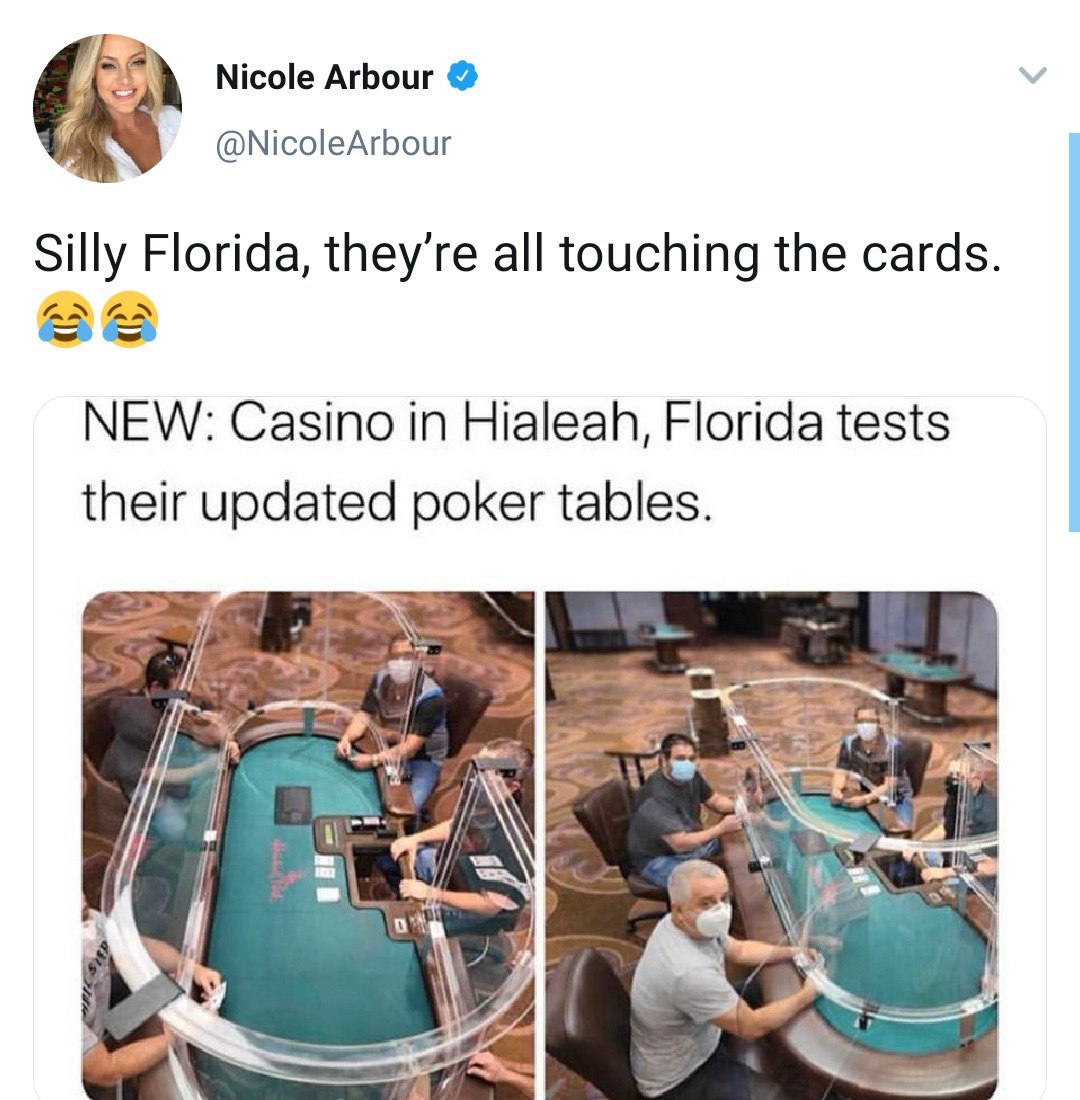 Nicole Arbour
@NicoleArbour
Silly Florida, they’re all touching the cards.
😂😂
NEW: Casino in Hialeah, Florida tests
their updated poker tables.